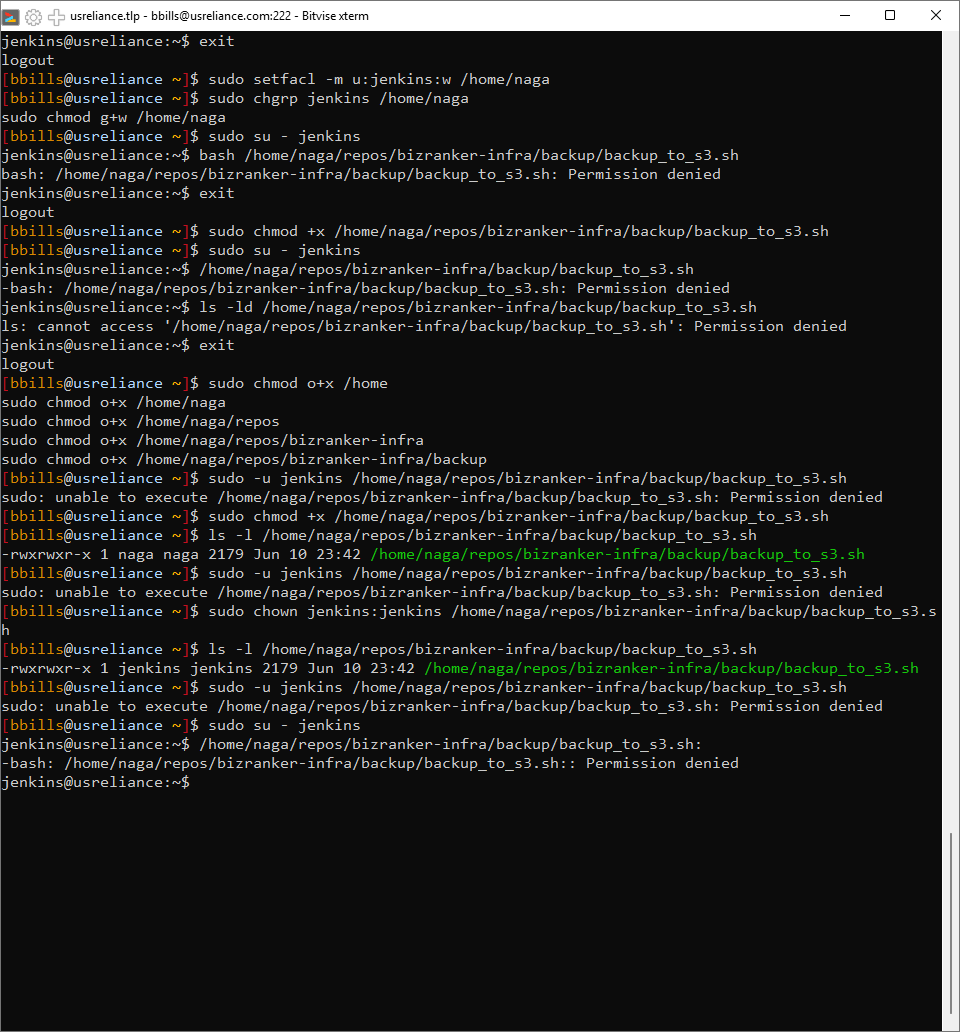 usreliance.tlp - bbills@usreliance.com:222 - Bitvise xterm
jenkins@usreliance:~$ exit
logout
[bbills@usreliance ~]$ sudo setfacl -m u:jenkins:w /home/naga
[bbills@usreliance ~]$ sudo chgrp jenkins /home/naga
sudo chmod g+w /home/naga
[bbills@usreliance ~]$ sudo su - jenkins
jenkins@usreliance:~$ bash /home/naga/repos/bizranker-infra/backup/backup_to_s3.sh
bash: /home/naga/repos/bizranker-infra/backup/backup_to_s3.sh: Permission denied
jenkins@usreliance:~$ exit
logout
[bbills@usreliance ~]$ sudo chmod +x /home/naga/repos/bizranker-infra/backup/backup_to_s3.sh
[bbills@usreliance ~]$ sudo su - jenkins
jenkins@usreliance:~$ /home/naga/repos/bizranker-infra/backup/backup_to_s3.sh
-bash: /home/naga/repos/bizranker-infra/backup/backup_to_s3.sh: Permission denied
jenkins@usreliance:~$ ls -ld /home/naga/repos/bizranker-infra/backup/backup_to_s3.sh
ls: cannot access '/home/naga/repos/bizranker-infra/backup/backup_to_s3.sh': Permission denied
jenkins@usreliance:~$ exit
logout
[bbills@usreliance ~]$ sudo chmod o+x /home
sudo chmod o+x /home/naga
sudo chmod o+x /home/naga/repos
sudo chmod o+x /home/naga/repos/bizranker-infra
sudo chmod o+x /home/naga/repos/bizranker-infra/backup
[bbills@usreliance ~]$ sudo -u jenkins /home/naga/repos/bizranker-infra/backup/backup_to_s3.sh
sudo: unable to execute /home/naga/repos/bizranker-infra/backup/backup_to_s3.sh: Permission denied
[bbills@usreliance ~]$ sudo chmod +x /home/naga/repos/bizranker-infra/backup/backup_to_s3.sh
[bbills@usreliance ~]$ ls -l /home/naga/repos/bizranker-infra/backup/backup_to_s3.sh
-rwxrwxr-x 1 naga naga 2179 Jun 10 23:42 /home/naga/repos/bizranker-infra/backup/backup_to_s3.sh
[bbills@usreliance ~]$ sudo -u jenkins /home/naga/repos/bizranker-infra/backup/backup_to_s3.sh
sudo: unable to execute /home/naga/repos/bizranker-infra/backup/backup_to_s3.sh: Permission denied
[bbills@usreliance ~]$ sudo chown jenkins:jenkins /home/naga/repos/bizranker-infra/backup/backup_to_s3.s
h
[bbills@usreliance ~]$ ls -l /home/naga/repos/bizranker-infra/backup/backup_to_s3.sh
-rwxrwxr-x 1 jenkins jenkins 2179 Jun 10 23:42 /home/naga/repos/bizranker-infra/backup/backup_to_s3.sh
[bbills@usreliance ~]$ sudo -u jenkins /home/naga/repos/bizranker-infra/backup/backup_to_s3.sh
sudo: unable to execute /home/naga/repos/bizranker-infra/backup/backup_to_s3.sh: Permission denied
[bbills@usreliance ~]$ sudo su - jenkins
jenkins@usreliance:~$ /home/naga/repos/bizranker-infra/backup/backup_to_s3.sh:
-bash: /home/naga/repos/bizranker-infra/backup/backup_to_s3.sh:: Permission denied
jenkins@usreliance:~$